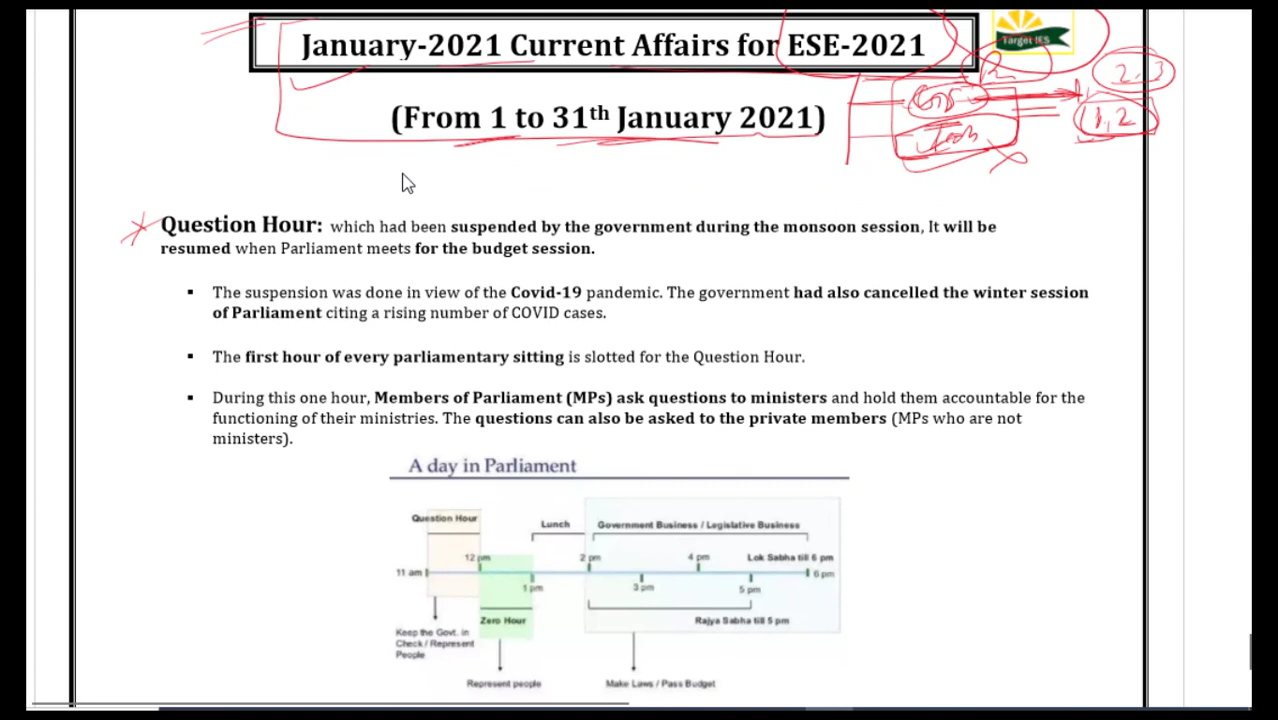 January-2021 Current Affairs for ESE-2021
Target IES
2,3
1,2
(From 1 to 31th January 2021)
Question Hour: which had been suspended by the government during the monsoon session, It will be
resumed when Parliament meets for the budget session.
▪ The suspension was done in view of the Covid-19 pandemic. The government had also cancelled the winter session
of Parliament citing a rising number of COVID cases.
▪ The first hour of every parliamentary sitting is slotted for the Question Hour.
▪ During this one hour, Members of Parliament (MPs) ask questions to ministers and hold them accountable for the
functioning of their ministries. The questions can also be asked to the private members (MPs who are not
ministers).
A day in Parliament
Question Hour
Lunch
Government Business / Legislative Business
12 pm
2 pm
4 pm
Lok Sabha till 6 pm
11 am
6 pm
1 pm
3 pm
5 pm
Zero Hour
Rajya Sabha till 5 pm
Keep the Govt. in
Check / Represent
People
Represent people
Make Laws / Pass Budget